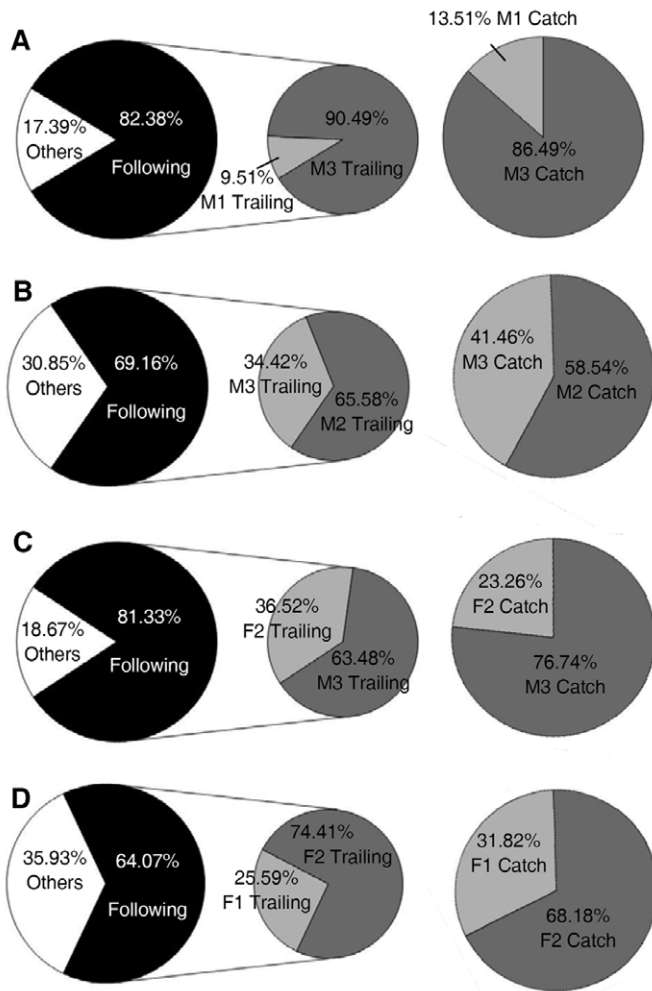 A
17.39%
Others
82.38%
Following
90.49%
M3 Trailing
9.51%
M1 Trailing
13.51% M1 Catch
86.49%
M3 Catch
B
30.85%
Others
69.16%
Following
34.42%
M3 Trailing
65.58%
M2 Trailing
41.46%
M3 Catch
58.54%
M2 Catch
C
18.67%
Others
81.33%
Following
36.52%
F2 Trailing
63.48%
M3 Trailing
23.26%
F2 Catch
76.74%
M3 Catch
D
35.93%
Others
64.07%
Following
74.41%
F2 Trailing
25.59%
F1 Trailing
31.82%
F1 Catch
68.18%
F2 Catch